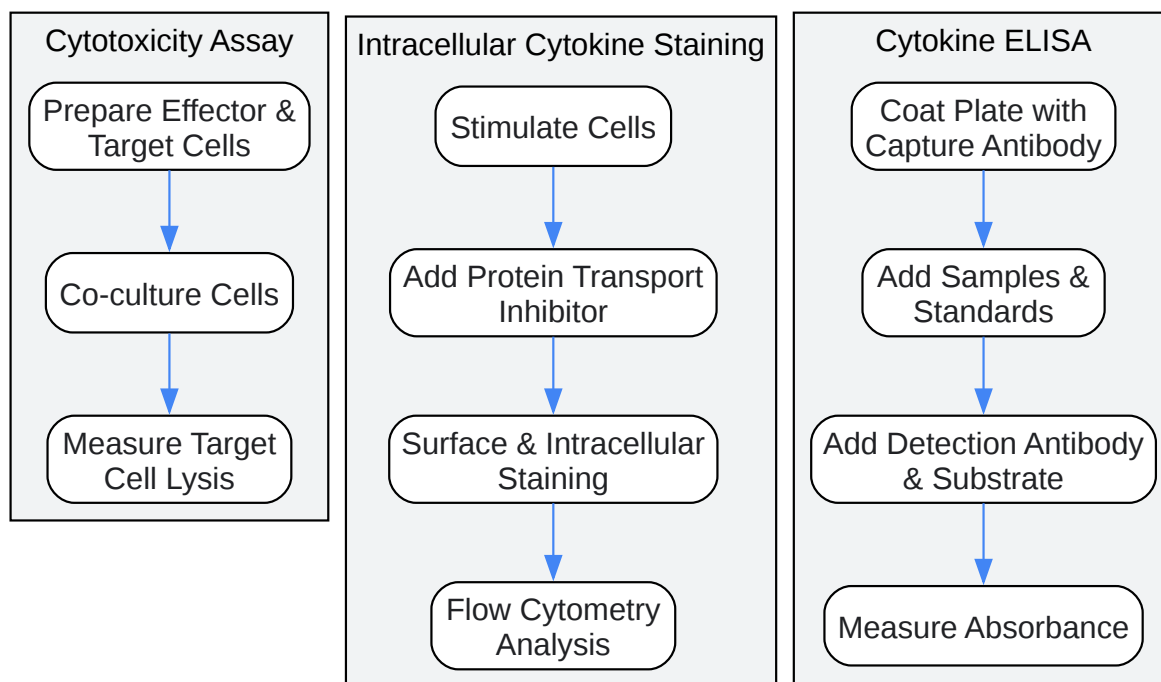 Cytotoxicity Assay
Prepare Effector &
Target Cells
Co-culture Cells
Measure Target
Cell Lysis
Intracellular Cytokine Staining
Stimulate Cells
Add Protein Transport
Inhibitor
Surface & Intracellular
Staining
Flow Cytometry
Analysis
Cytokine ELISA
Coat Plate with
Capture Antibody
Add Samples &
Standards
Add Detection Antibody
& Substrate
Measure Absorbance